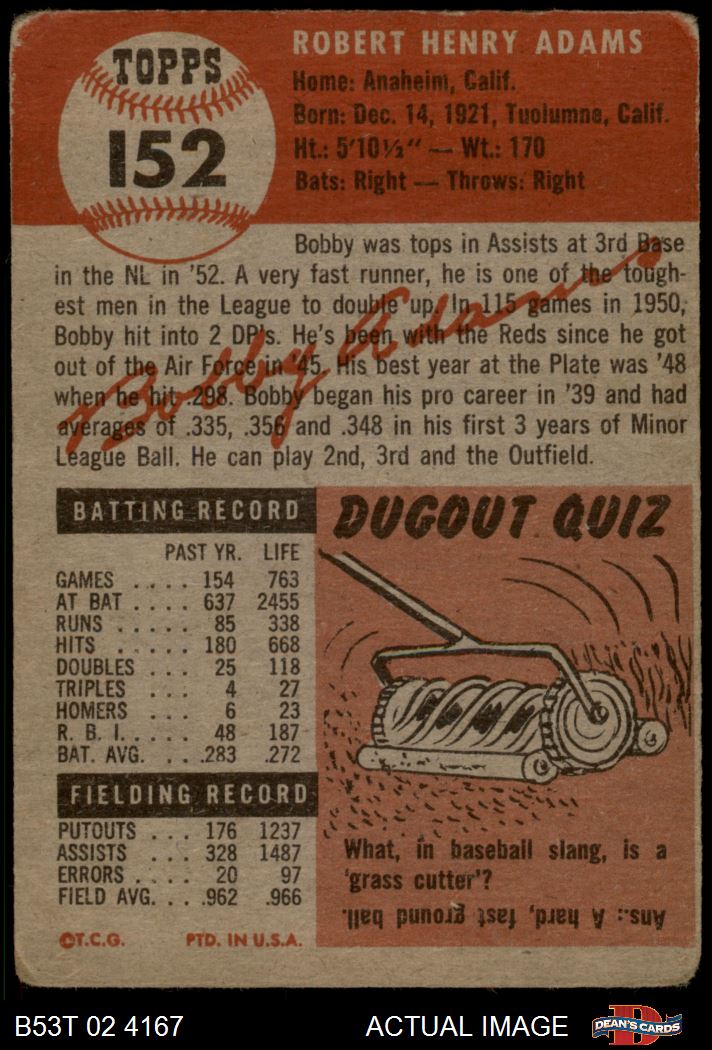 TOPPS
152
ROBERT HENRY ADAMS
Home: Anaheim, Calif.
Born: Dec. 14, 1921, Tuolumne, Calif.
Ht.: 5'10½" — Wt.: 170
Bats: Right — Throws: Right
Bobby was tops in Assists at 3rd Base
in the NL in '52. A very fast runner, he is one of the tough-
est men in the League to double up. In 115 games in 1950,
Bobby hit into 2 DP's. He's been with the Reds since he got
out of the Air Force in '45. His best year at the Plate was '48
when he hit .298. Bobby began his pro career in '39 and had
averages of .335, .356 and .348 in his first 3 years of Minor
League Ball. He can play 2nd, 3rd and the Outfield.
Bobby Adams
BATTING RECORD
PAST YR. LIFE
GAMES . . . . 154 763
AT BAT . . . . 637 2455
RUNS . . . . . 85 338
HITS . . . . . 180 668
DOUBLES . . . 25 118
TRIPLES . . . 4 27
HOMERS . . . 6 23
R. B. I. . . . . 48 187
BAT. AVG. . . .283 .272
FIELDING RECORD
PUTOUTS . . . 176 1237
ASSISTS . . . 328 1487
ERRORS . . . . 20 97
FIELD AVG. . . .962 .966
©T.C.G. PTD. IN U.S.A.
DUGOUT QUIZ
What, in baseball slang, is a
'grass cutter'?
Ans.: A hard, fast ground ball.
B53T 02 4167
ACTUAL IMAGE
D
DEAN'S CARDS